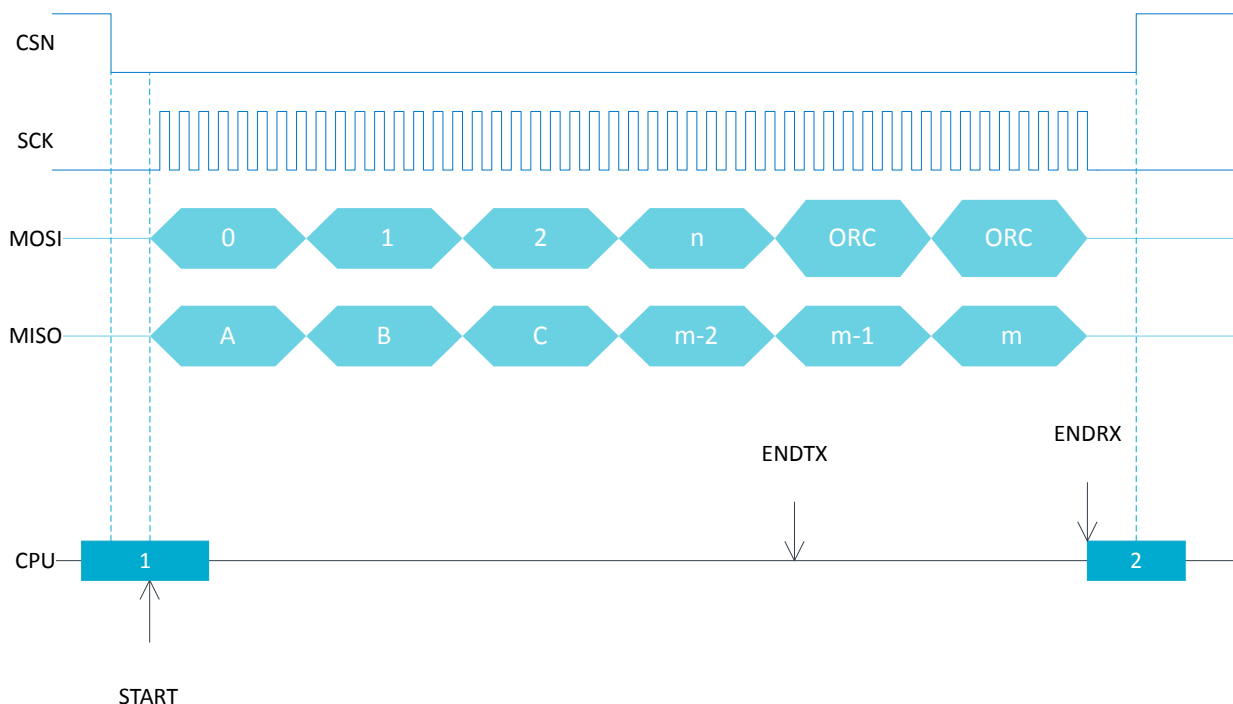 CSN
SCK
MOSI 0 1 2 n ORC ORC
MISO A B C m-2 m-1 m
ENDRX
ENDTX
CPU 1 2
START